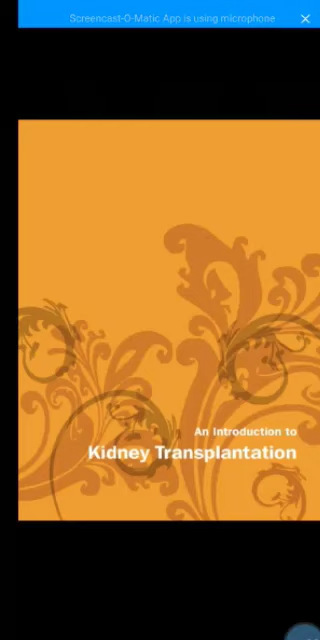 Screencast-O-Matic App is using microphone
An Introduction to
Kidney Transplantation